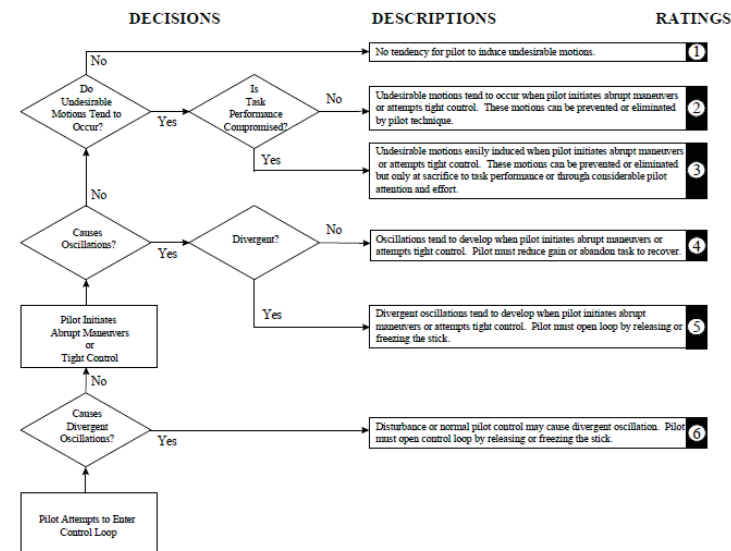 DECISIONS
DESCRIPTIONS
RATINGS
No
No tendency for pilot to induce undesirable motions.
1
Do
Undesirable
Motions Tend to
Occur?
Yes
Is
Task
Performance
Compromised?
No
Undesirable motions tend to occur when pilot initiates abrupt maneuvers
or attempts tight control. These motions can be prevented or eliminated
by pilot technique.
2
Yes
Undesirable motions easily induced when pilot initiates abrupt maneuvers
or attempts tight control. These motions can be prevented or eliminated
but only at sacrifice to task performance or through considerable pilot
attention and effort.
3
No
Causes
Oscillations?
Yes
Divergent?
No
Oscillations tend to develop when pilot initiates abrupt maneuvers or
attempts tight control. Pilot must reduce gain or abandon task to recover.
4
Yes
Divergent oscillations tend to develop when pilot initiates abrupt
maneuvers or attempts tight control. Pilot must open loop by releasing or
freezing the stick.
5
Pilot Initiates
Abrupt Maneuvers
or
Tight Control
No
Causes
Divergent
Oscillations?
Yes
Disturbance or normal pilot control may cause divergent oscillation. Pilot
must open control loop by releasing or freezing the stick.
6
Pilot Attempts to Enter
Control Loop